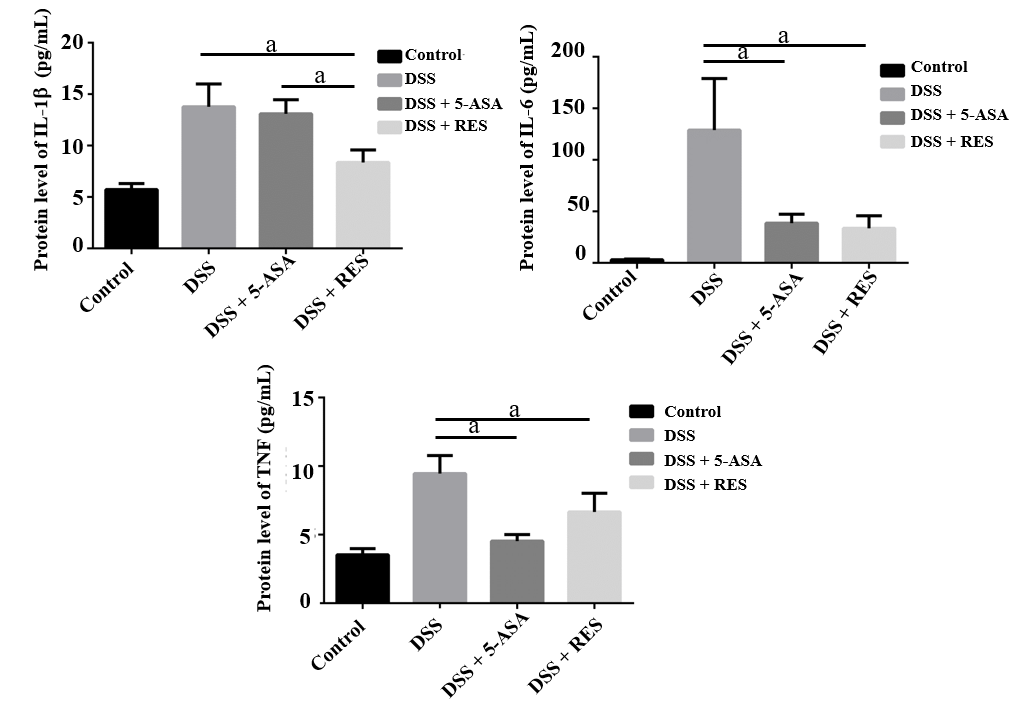 Protein level of IL-1β (pg/mL)
20
15
10
5
0
a
a
Control
DSS
DSS + 5-ASA
DSS + RES
Control
DSS
DSS + 5-ASA
DSS + RES
Protein level of IL-6 (pg/mL)
200
150
100
50
0
a
a
Control
DSS
DSS + 5-ASA
DSS + RES
Control
DSS
DSS + 5-ASA
DSS + RES
Protein level of TNF (pg/mL)
15
10
5
0
a
a
Control
DSS
DSS + 5-ASA
DSS + RES
Control
DSS
DSS + 5-ASA
DSS + RES